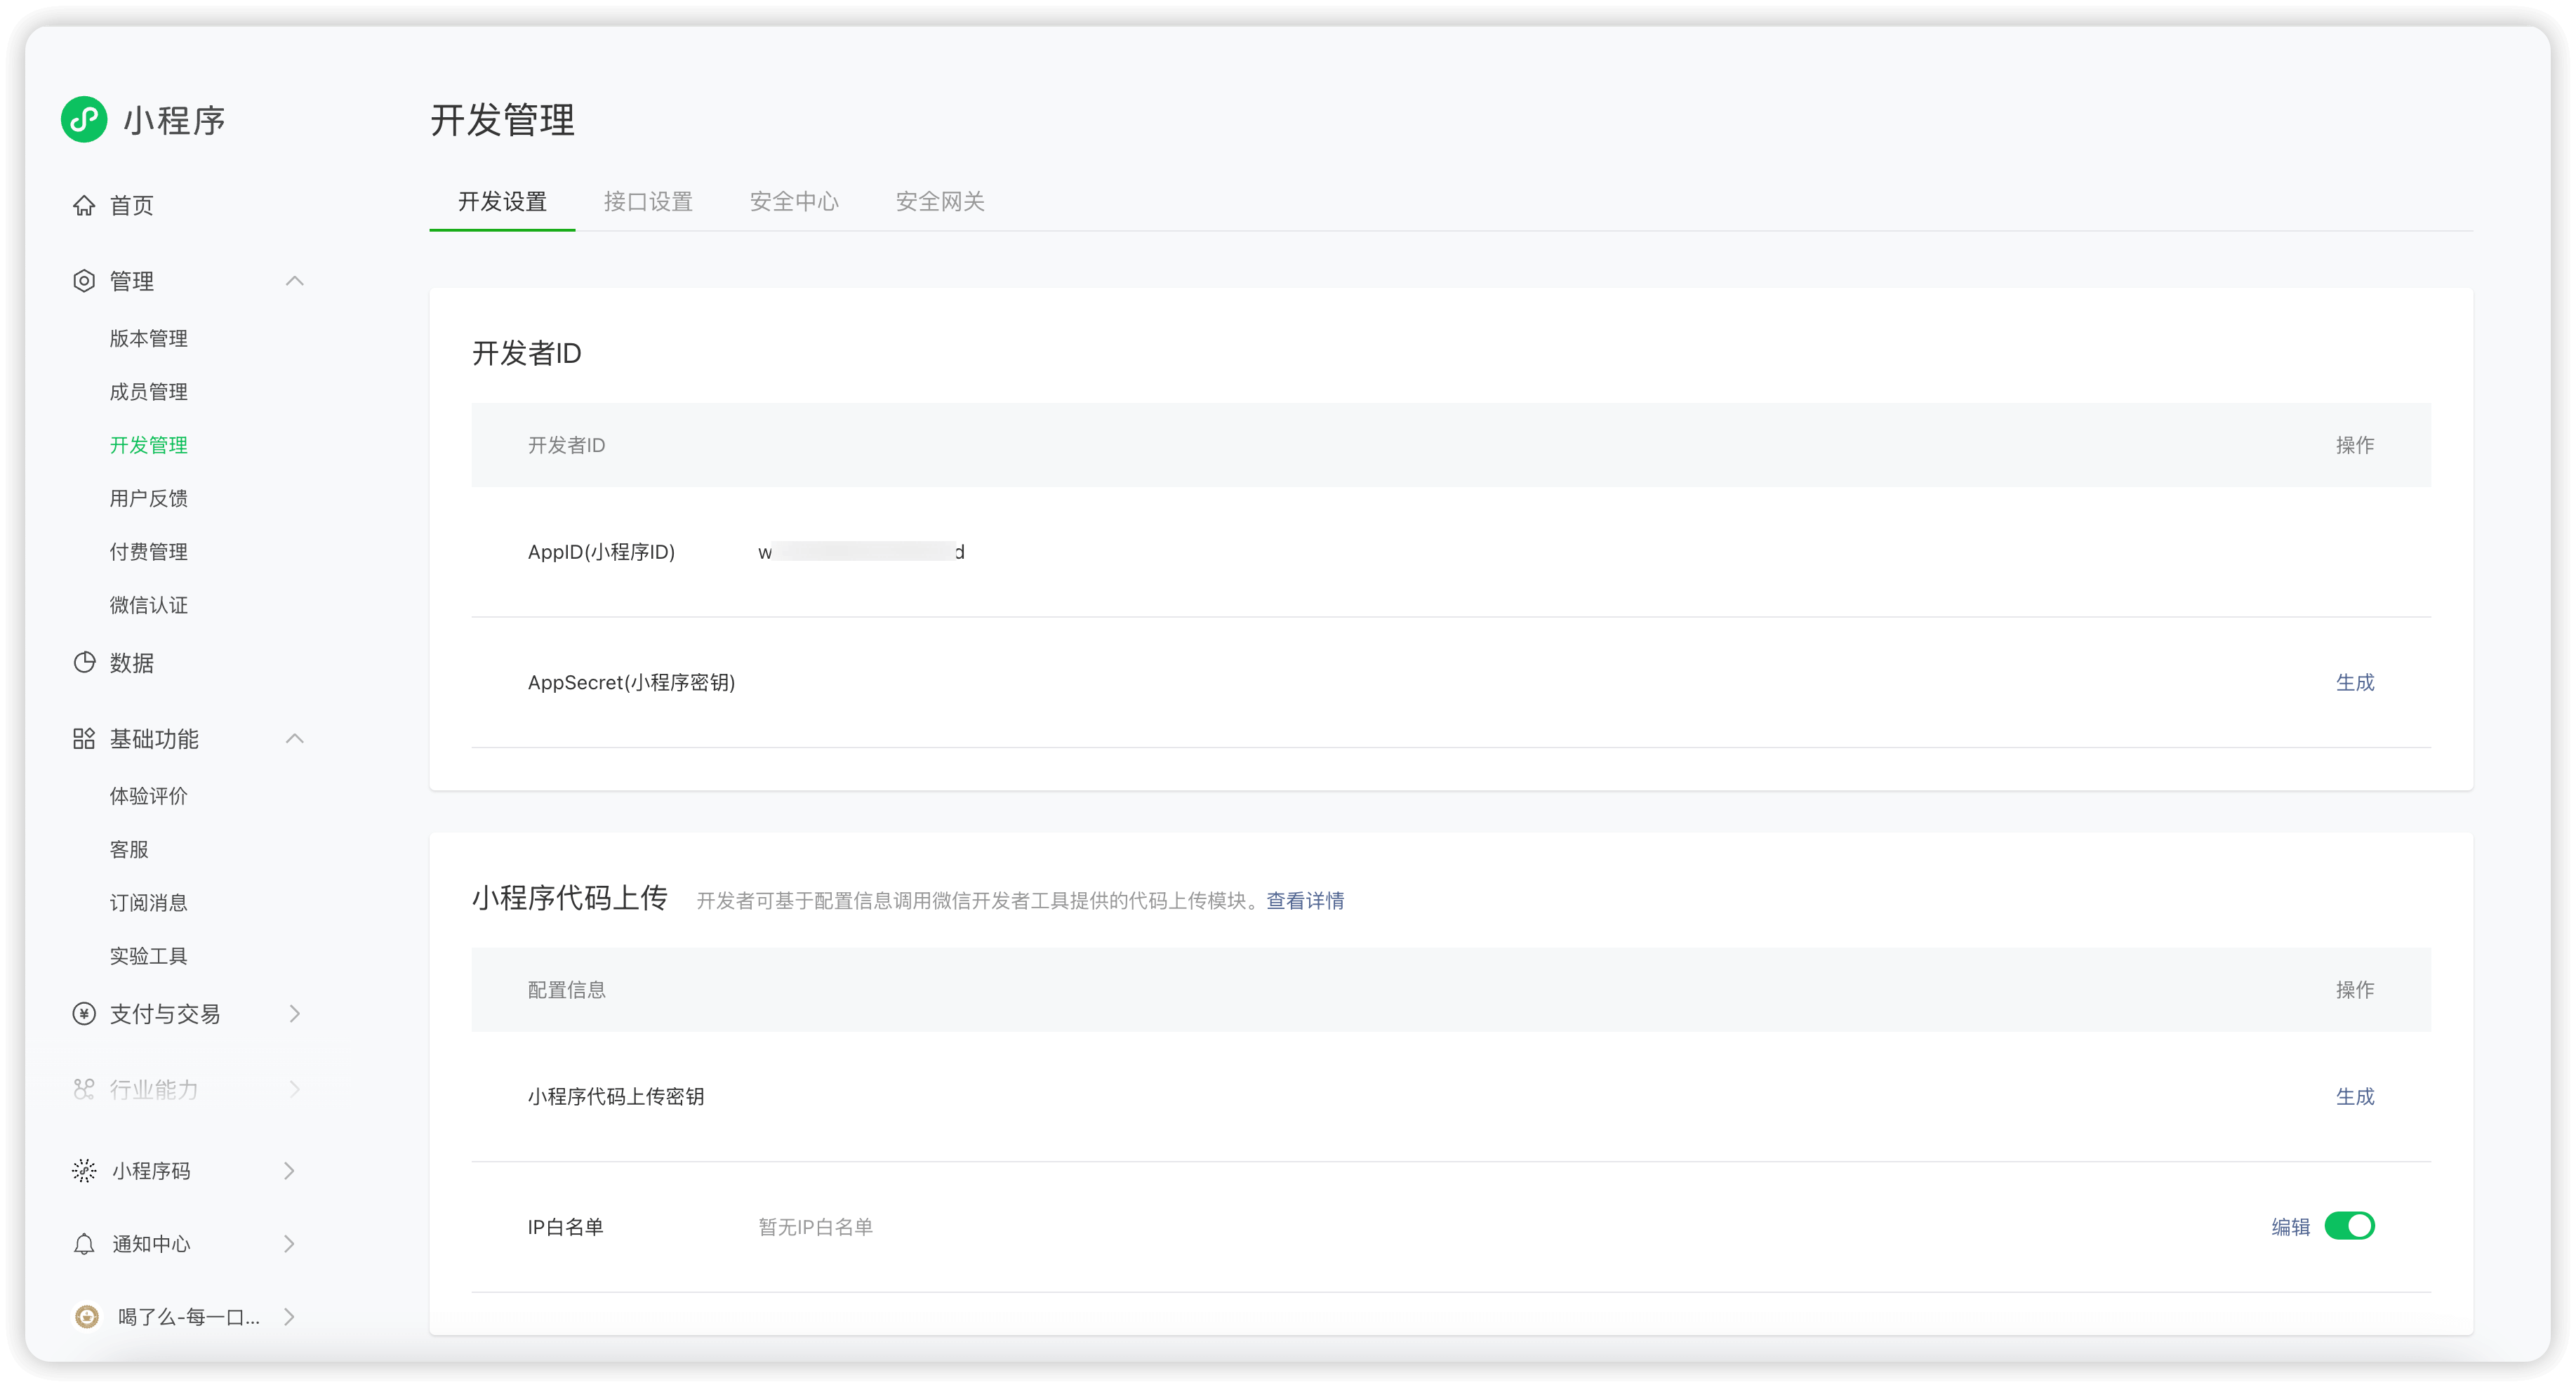 小程序
首页
管理
版本管理
成员管理
开发管理
用户反馈
付费管理
微信认证
数据
基础功能
体验评价
客服
订阅消息
实验工具
支付与交易
行业能力
小程序码
通知中心
喝了么-每一口...
开发管理
开发设置 接口设置 安全中心 安全网关
开发者ID
开发者ID 操作
AppID(小程序ID) w d
AppSecret(小程序密钥) 生成
小程序代码上传 开发者可基于配置信息调用微信开发者工具提供的代码上传模块。查看详情
配置信息 操作
小程序代码上传密钥 生成
IP白名单 暂无IP白名单 编辑